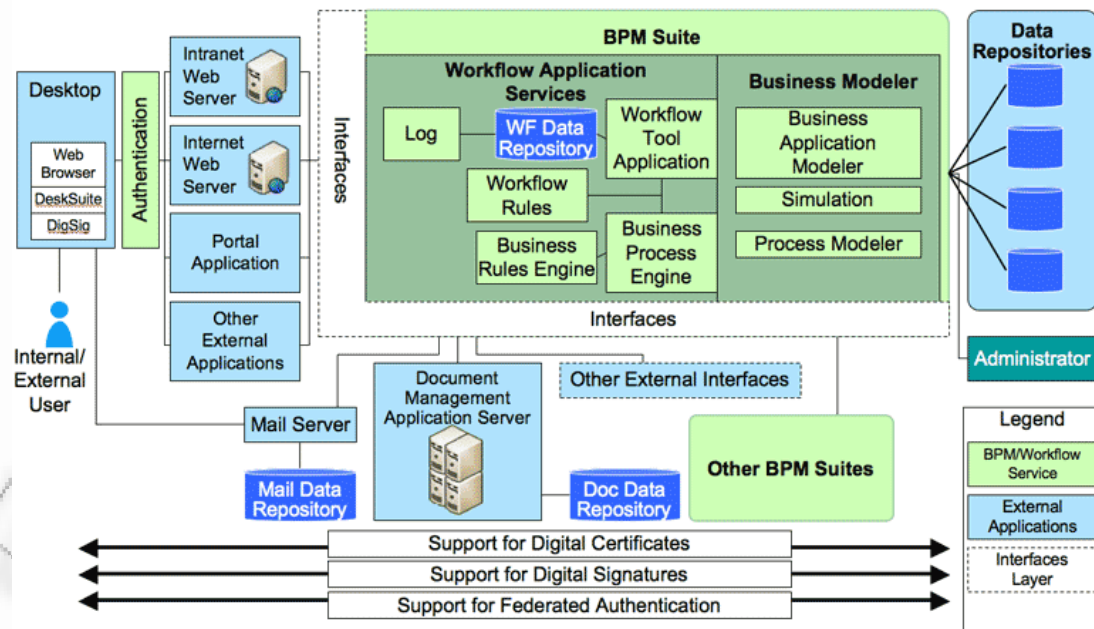 Desktop
Web
Browser
DeskSuite
DigSig
Internal/
External
User
Authentication
Intranet
Web
Server
Internet
Web
Server
Portal
Application
Other
External
Applications
Interfaces
BPM Suite
Workflow Application
Services
Log
WF Data
Repository
Workflow
Tool
Application
Workflow
Rules
Business
Rules Engine
Business
Process
Engine
Business Modeler
Business
Application
Modeler
Simulation
Process Modeler
Interfaces
Data
Repositories
Administrator
Mail Server
Mail Data
Repository
Document
Management
Application Server
Doc Data
Repository
Other External Interfaces
Other BPM Suites
Legend
BPM/Workflow
Service
External
Applications
Interfaces
Layer
Support for Digital Certificates
Support for Digital Signatures
Support for Federated Authentication